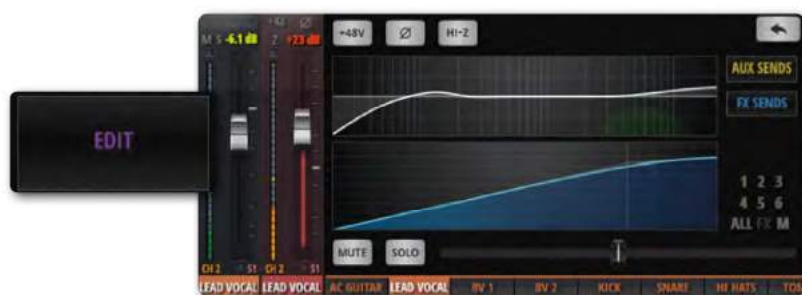 +48V Ø HI-Z
M S -6.1 dB Z +23 dB
AUX SENDS
FX SENDS
EDIT
1 2 3
4 5 6
ALL FX M
MUTE SOLO
CH 2 S1 CH 2 S1
LEAD VOCAL LEAD VOCAL AC GUITAR LEAD VOCAL BV 1 BV 2 KICK SNARE HI HATS TOM